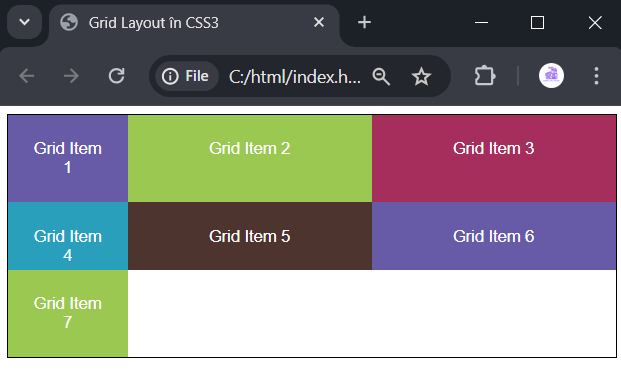 Grid Layout în CSS3
File
C:/html/index.h...
Grid Item
1
Grid Item 2
Grid Item 3
Grid Item
4
Grid Item 5
Grid Item 6
Grid Item
7